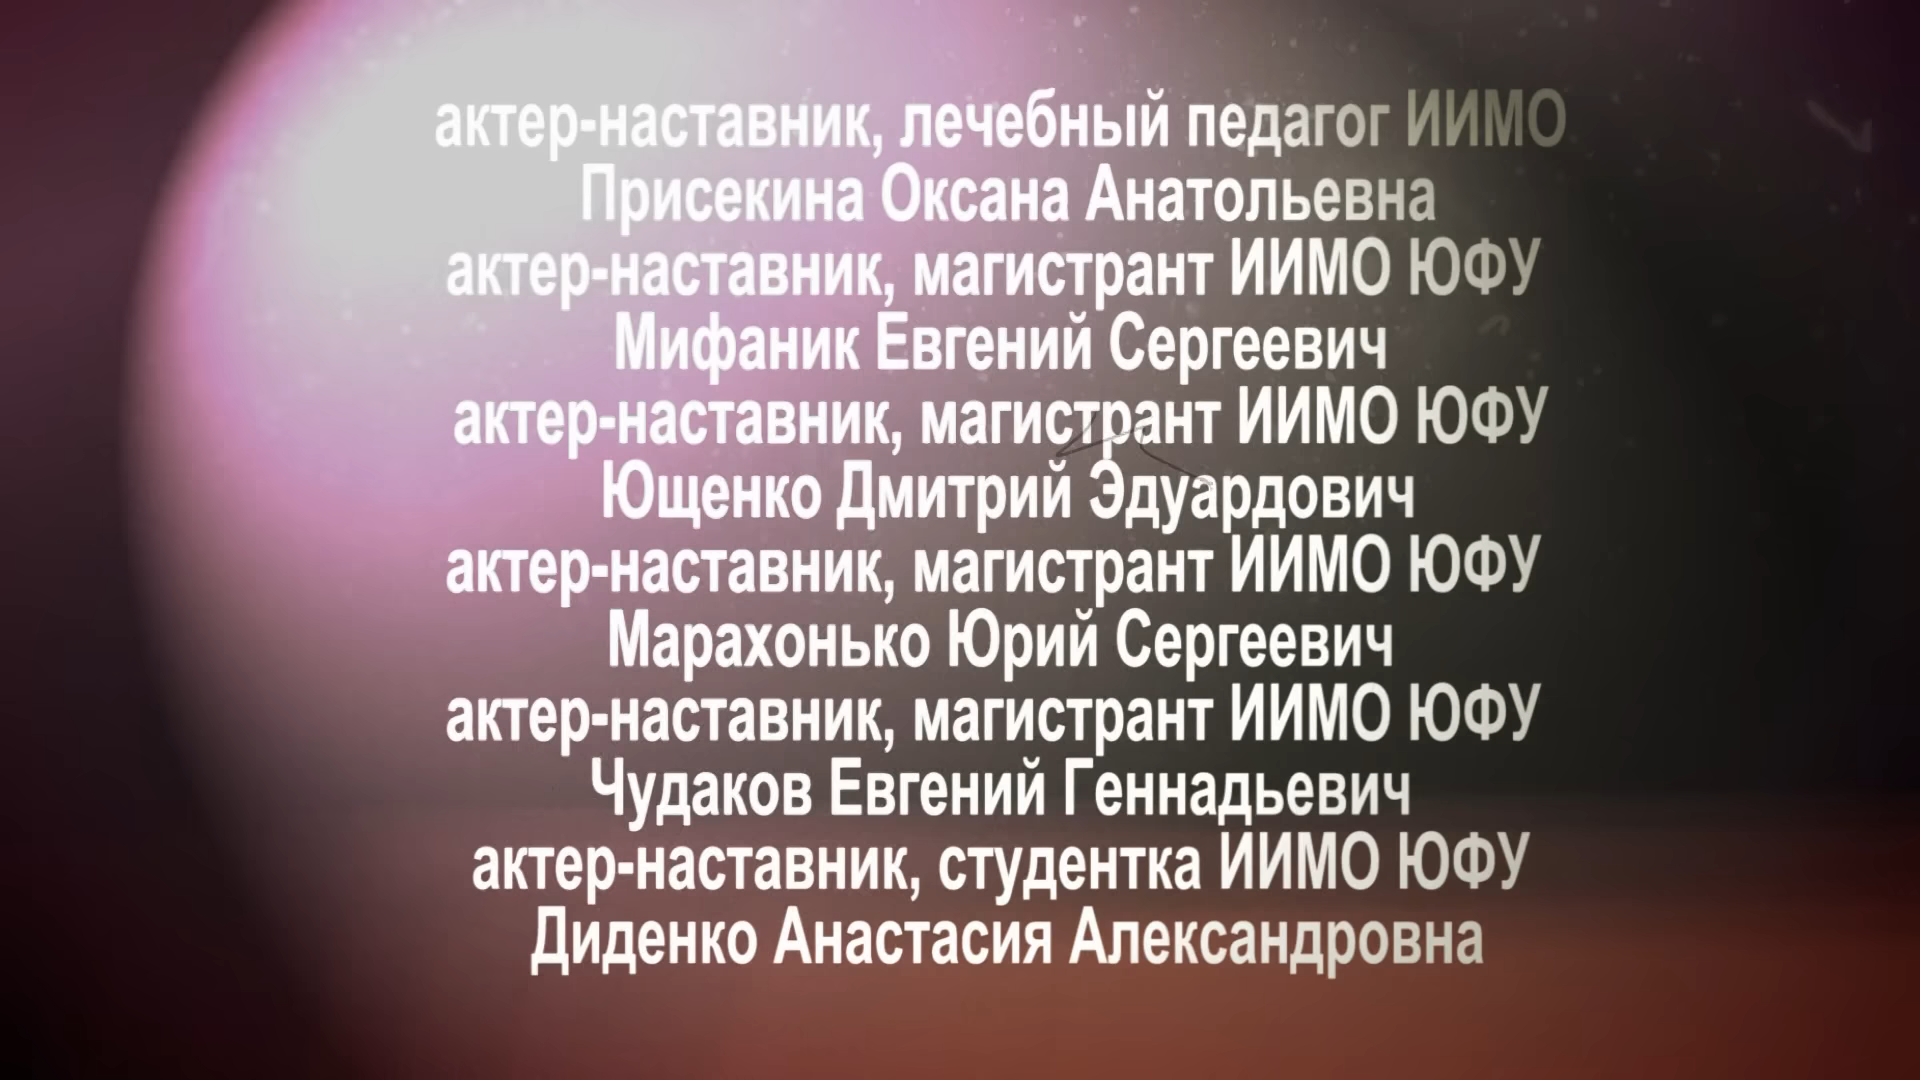 актер-наставник, лечебный педагог ИИМО
Присекина Оксана Анатольевна
актер-наставник, магистрант ИИМО ЮФУ
Мифаник Евгений Сергеевич
актер-наставник, магистрант ИИМО ЮФУ
Ющенко Дмитрий Эдуардович
актер-наставник, магистрант ИИМО ЮФУ
Марахонько Юрий Сергеевич
актер-наставник, магистрант ИИМО ЮФУ
Чудаков Евгений Геннадьевич
актер-наставник, студентка ИИМО ЮФУ
Диденко Анастасия Александровна